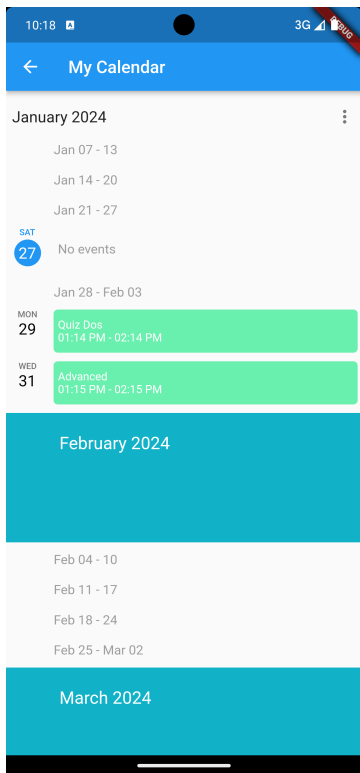 10:18
A
3G
DEBUG
My Calendar
January 2024
Jan 07 - 13
Jan 14 - 20
Jan 21 - 27
SAT
27
No events
Jan 28 - Feb 03
MON
29
Quiz Dos
01:14 PM - 02:14 PM
WED
31
Advanced
01:15 PM - 02:15 PM
February 2024
Feb 04 - 10
Feb 11 - 17
Feb 18 - 24
Feb 25 - Mar 02
March 2024